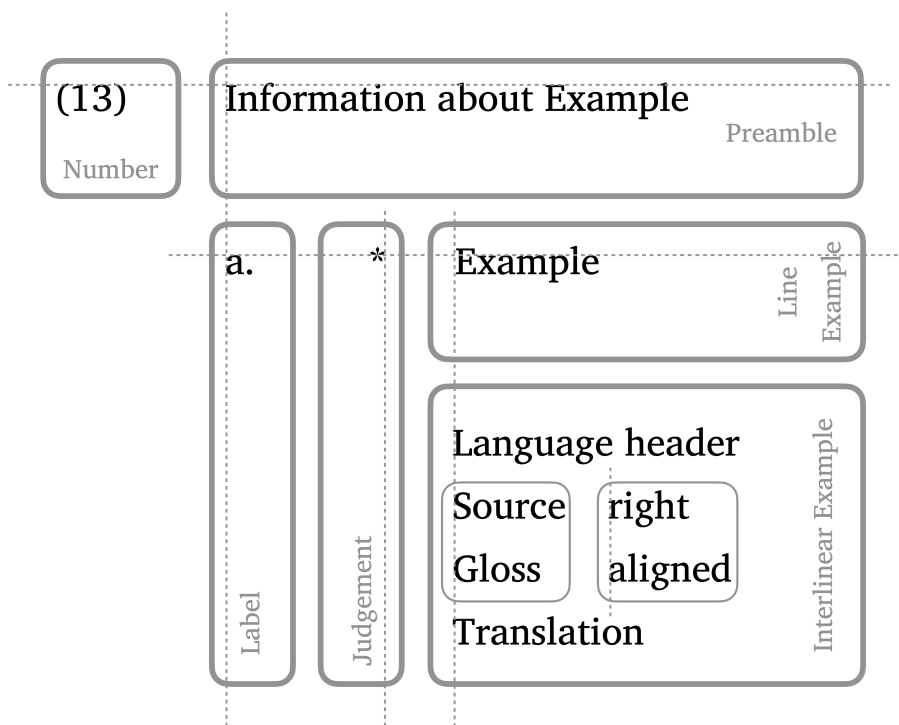 (13)
Information about Example
Preamble
Number
a.
*
Example
Line
Example
Language header
Source right
Gloss aligned
Translation
Label
Judgement
Interlinear Example